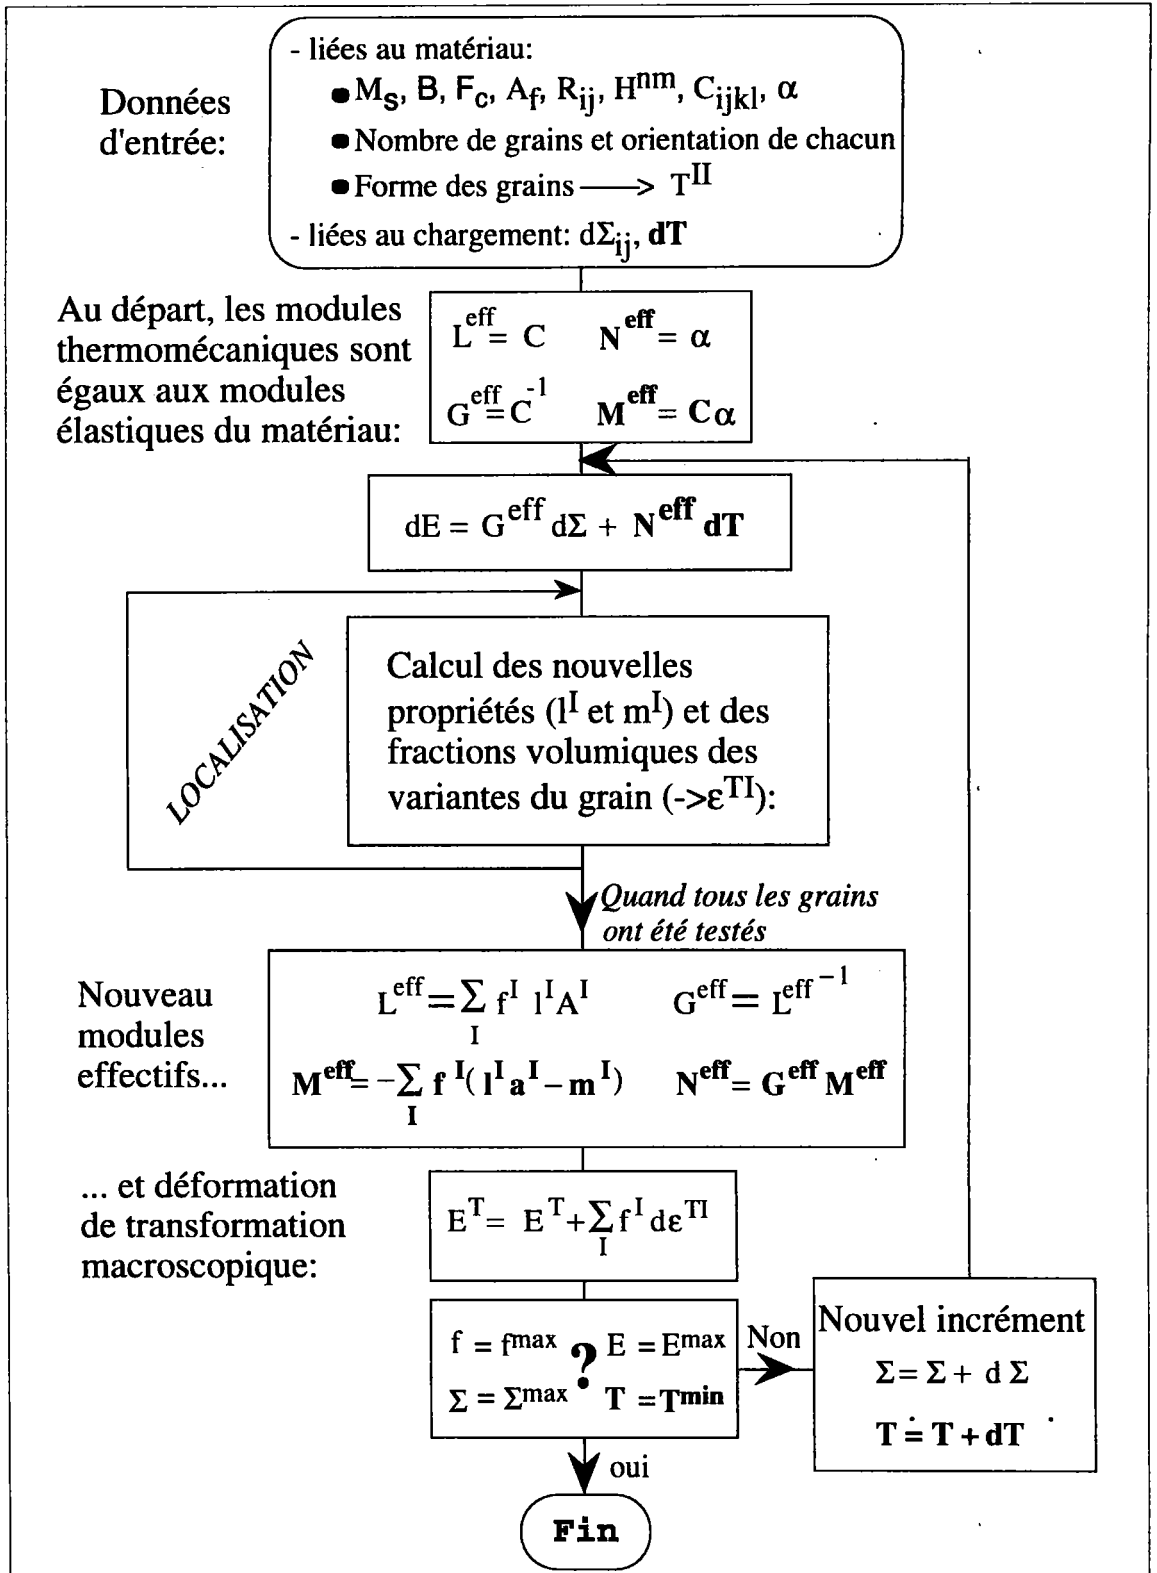 Données
d'entrée:
- liées au matériau:
● M_S, B, F_c, A_f, R_ij, H^nm, C_ijkl, α
● Nombre de grains et orientation de chacun
● Forme des grains ——> T^II
- liées au chargement: dΣ_ij, dT
Au départ, les modules
thermomécaniques sont
égaux aux modules
élastiques du matériau:
L^eff = C N^eff = α
G^eff = C^-1 M^eff = Cα
dE = G^eff dΣ + N^eff dT
LOCALISATION
Calcul des nouvelles
propriétés (l^I et m^I) et des
fractions volumiques des
variantes du grain (->ε^TI):
Quand tous les grains
ont été testés
Nouveau
modules
effectifs...
L^eff = Σ_I f^I l^I A^I G^eff = L^eff^-1
M^eff = -Σ_I f^I (l^I a^I - m^I) N^eff = G^eff M^eff
... et déformation
de transformation
macroscopique:
E^T = E^T + Σ_I f^I dε^TI
f = f^max ? E = E^max
Σ = Σ^max T = T^min
Non
Nouvel incrément
Σ = Σ + d Σ
T = T + dT
oui
Fin